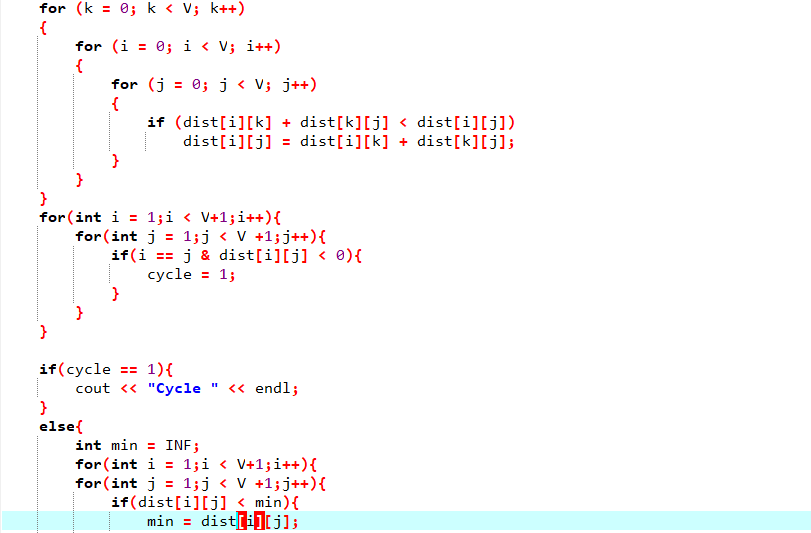 for (k = 0; k < V; k++)
{
for (i = 0; i < V; i++)
{
for (j = 0; j < V; j++)
{
if (dist[i][k] + dist[k][j] < dist[i][j])
dist[i][j] = dist[i][k] + dist[k][j];
}
}
}
for(int i = 1;i < V+1;i++){
for(int j = 1;j < V +1;j++){
if(i == j & dist[i][j] < 0){
cycle = 1;
}
}
}
if(cycle == 1){
cout << "Cycle " << endl;
}
else{
int min = INF;
for(int i = 1;i < V+1;i++){
for(int j = 1;j < V +1;j++){
if(dist[i][j] < min){
min = dist[i][j];